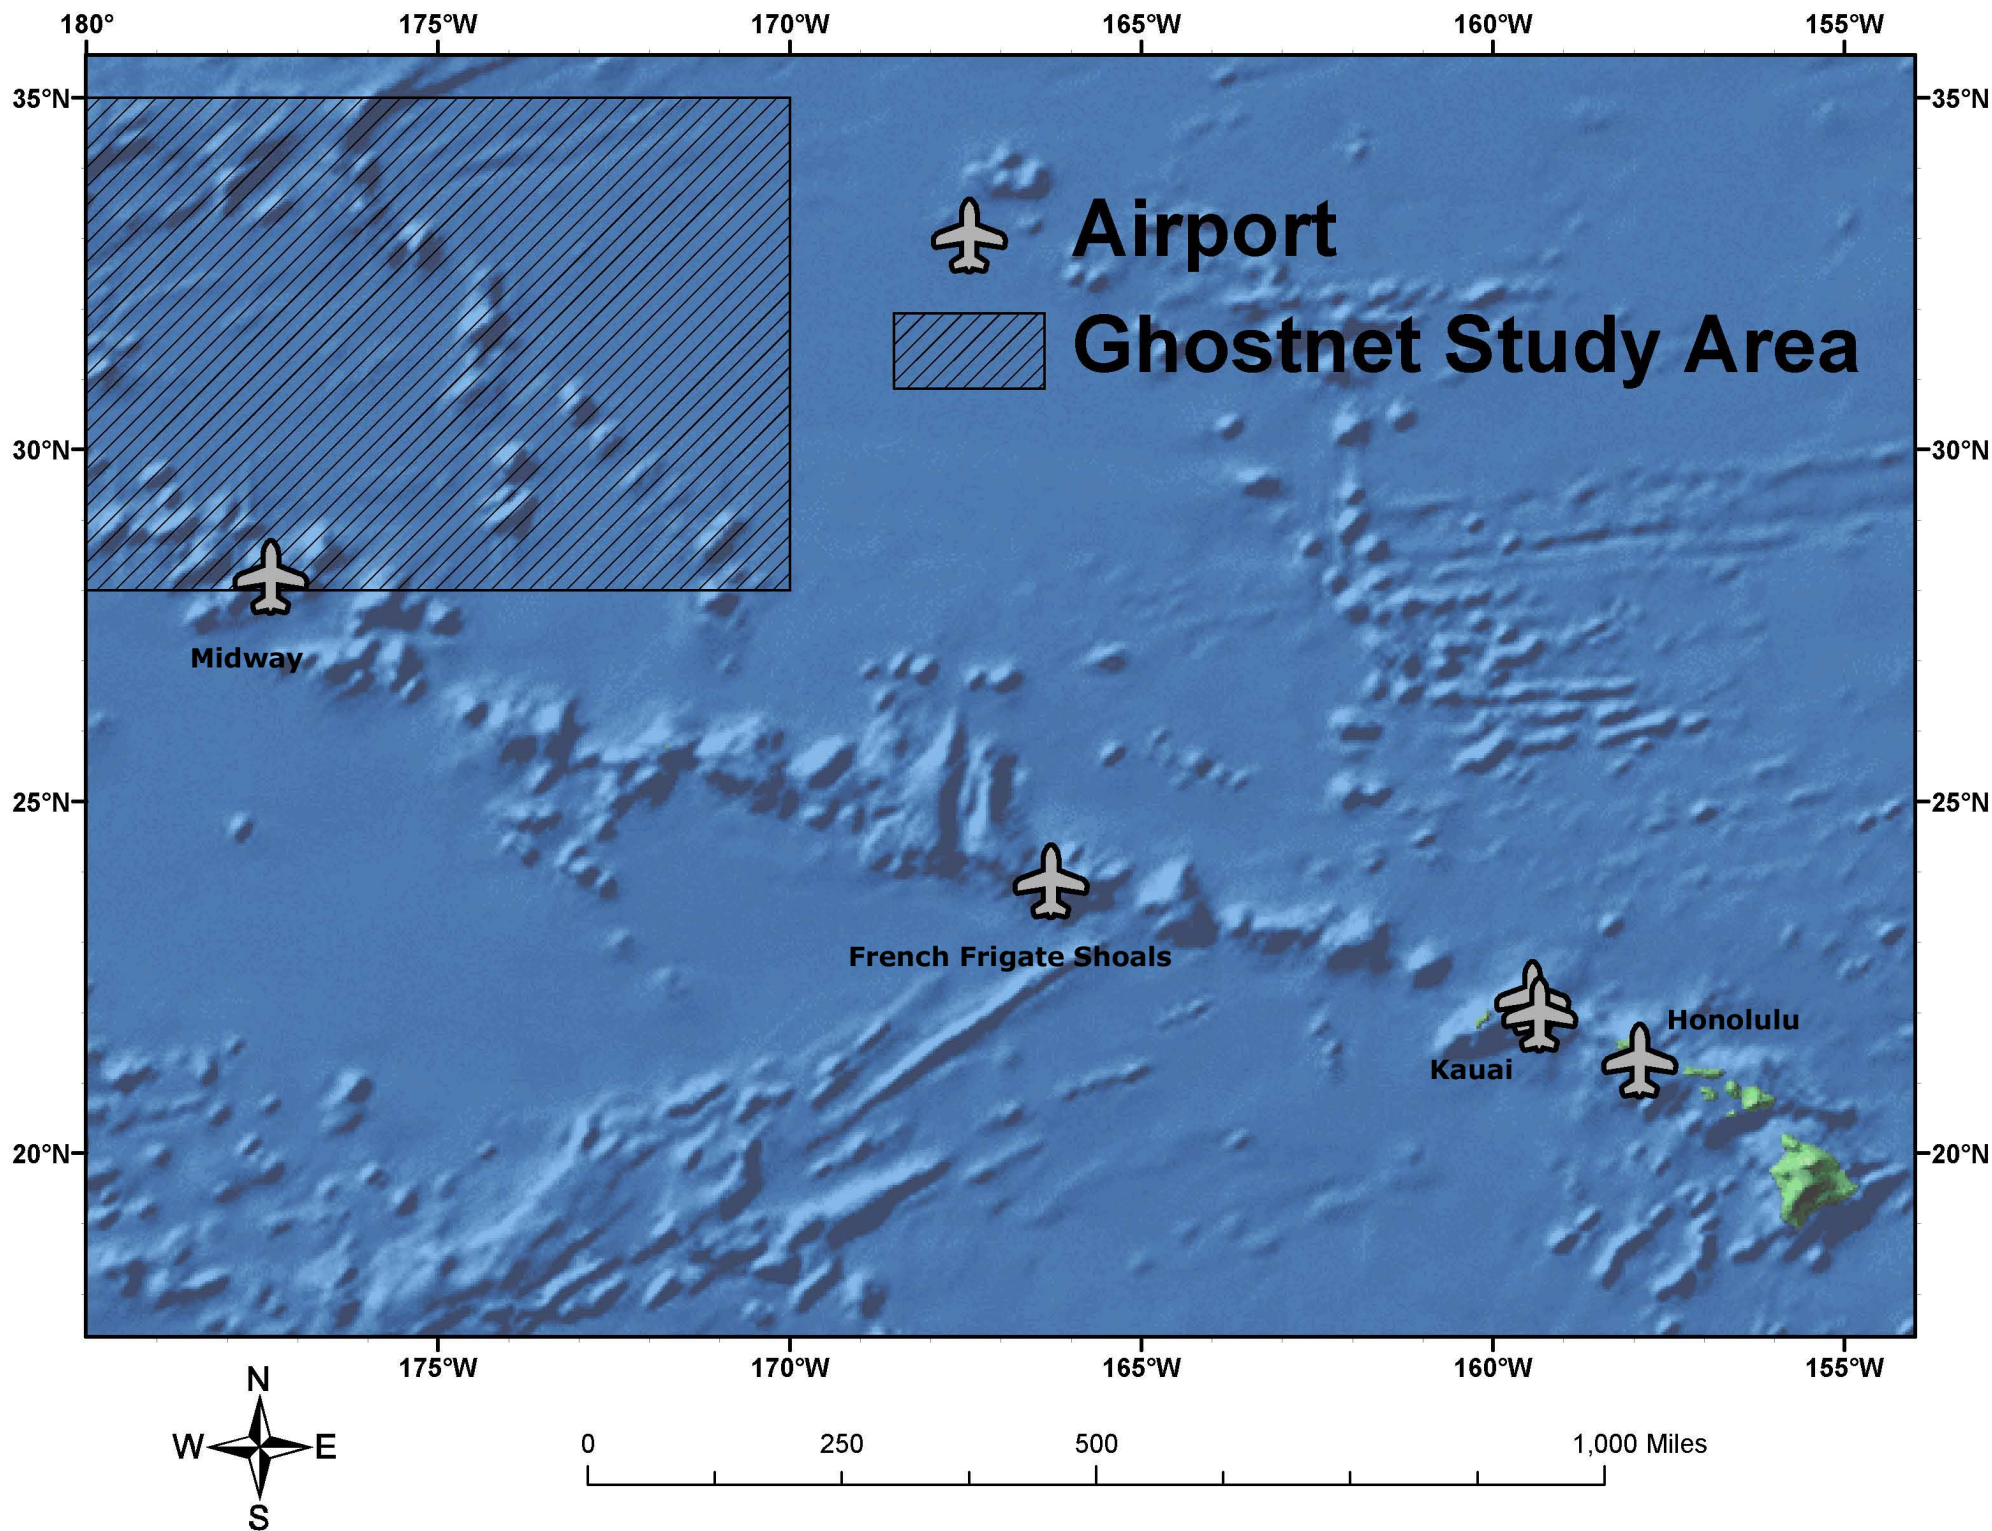 180° 175°W 170°W 165°W 160°W 155°W
35°N 35°N
Airport
Ghostnet Study Area
30°N 30°N
Midway
25°N 25°N
French Frigate Shoals
Honolulu
Kauai
20°N 20°N
175°W 170°W 165°W 160°W 155°W
N
W E
S
0 250 500 1,000 Miles